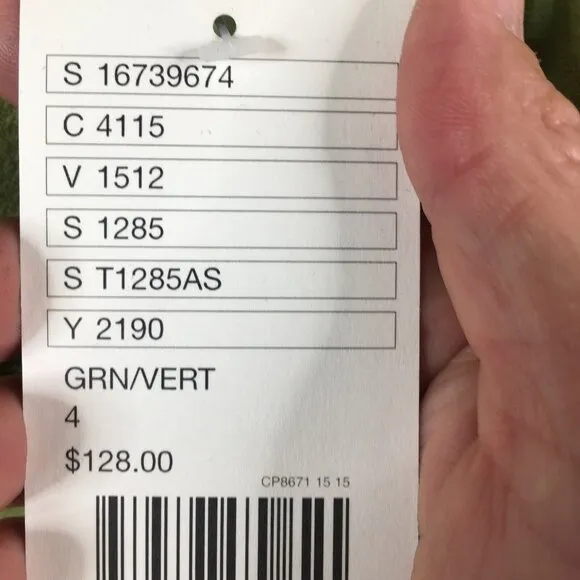 S 16739674
C 4115
V 1512
S 1285
S T1285AS
Y 2190
GRN/VERT
4
$128.00
CP8671 15 15